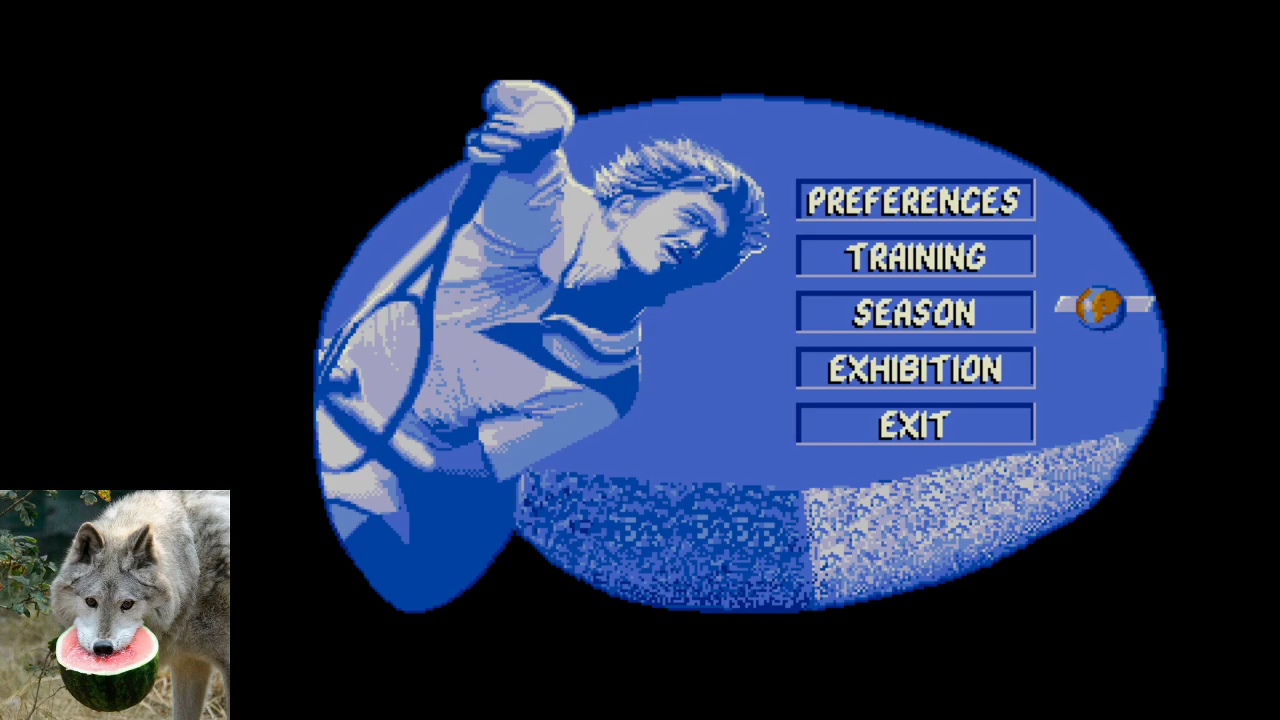 PREFERENCES
TRAINING
SEASON
EXHIBITION
EXIT